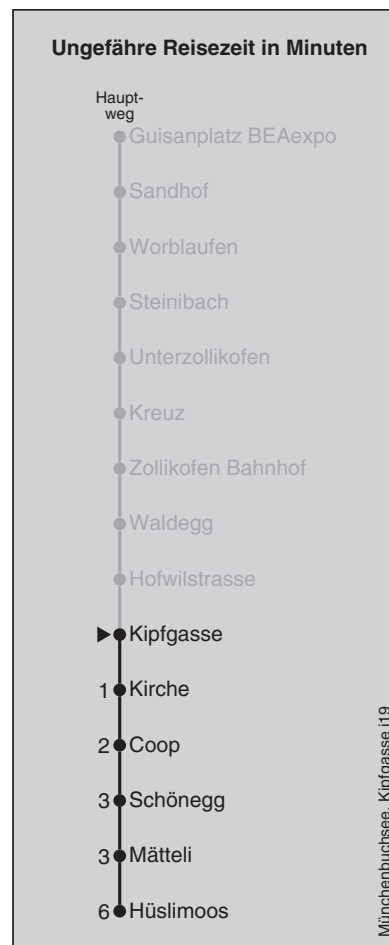 Ungefähre Reisezeit in Minuten
Haupt-
weg
Guisanplatz BEAexpo
Sandhof
Worblaufen
Steinibach
Unterzollikofen
Kreuz
Zollikofen Bahnhof
Waldegg
Hofwilstrasse
Kipfgasse
1 Kirche
2 Coop
3 Schönegg
3 Mätteli
6 Hüslimoos
Münchenbuchsee, Kipfgasse j19